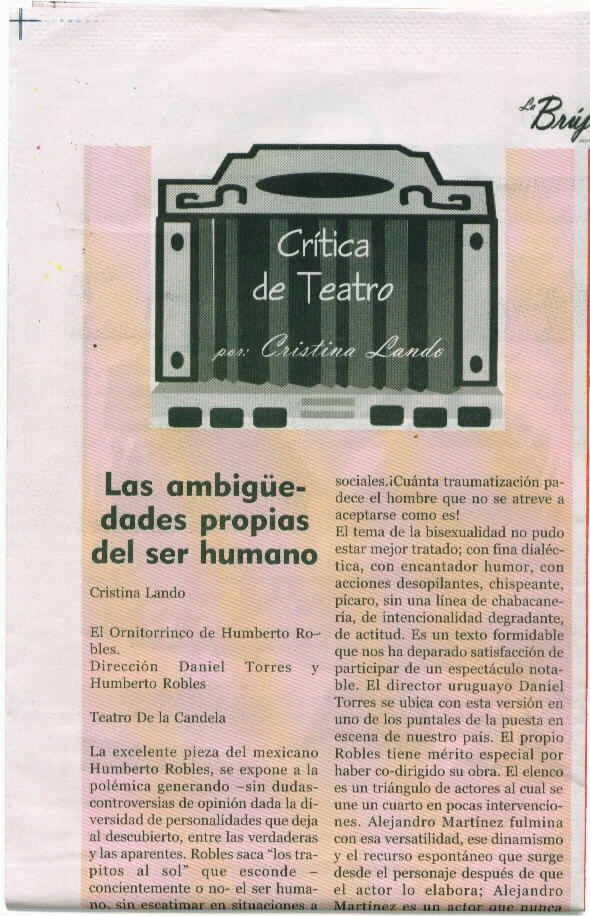 La Brúj
Crítica
de Teatro
por: Cristina Lando
Las ambigüe-
dades propias
del ser humano
Cristina Lando
El Ornitorrinco de Humberto Ro-
bles.
Dirección Daniel Torres y
Humberto Robles
Teatro De la Candela
La excelente pieza del mexicano
Humberto Robles, se expone a la
polémica generando –sin dudas-
controversias de opinión dada la di-
versidad de personalidades que deja
al descubierto, entre las verdaderas
y las aparentes. Robles saca "los tra-
pitos al sol" que esconde –
concientemente o no- el ser huma-
no, sin escatimar en situaciones a
sociales.¡Cuánta traumatización pa-
dece el hombre que no se atreve a
aceptarse como es!
El tema de la bisexualidad no pudo
estar mejor tratado; con fina dialéc-
tica, con encantador humor, con
acciones desopilantes, chispeante,
pícaro, sin una línea de chabacane-
ría, de intencionalidad degradante,
de actitud. Es un texto formidable
que nos ha deparado satisfacción de
participar de un espectáculo nota-
ble. El director uruguayo Daniel
Torres se ubica con esta versión en
uno de los puntales de la puesta en
escena de nuestro país. El propio
Robles tiene mérito especial por
haber co-dirigido su obra. El elenco
es un triángulo de actores al cual se
une un cuarto en pocas intervencio-
nes. Alejandro Martínez fulmina
con esa versatilidad, ese dinamismo
y el recurso espontáneo que surge
desde el personaje después de que
el actor lo elabora; Alejandro
Martínez es un actor que nunca